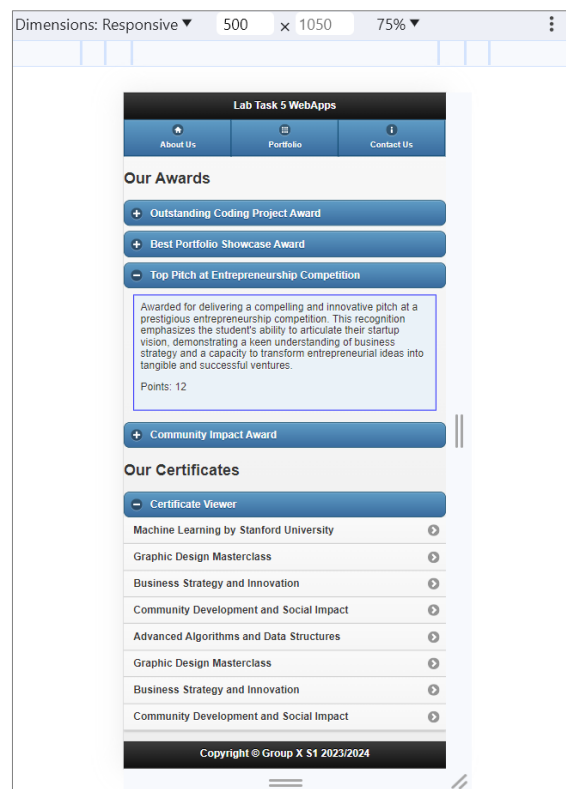 Dimensions: Responsive ▼ 500 × 1050 75% ▼
Lab Task 5 WebApps
About Us Portfolio Contact Us
Our Awards
Outstanding Coding Project Award
Best Portfolio Showcase Award
Top Pitch at Entrepreneurship Competition
Awarded for delivering a compelling and innovative pitch at a
prestigious entrepreneurship competition. This recognition
emphasizes the student's ability to articulate their startup
vision, demonstrating a keen understanding of business
strategy and a capacity to transform entrepreneurial ideas into
tangible and successful ventures.
Points: 12
Community Impact Award
Our Certificates
Certificate Viewer
Machine Learning by Stanford University
Graphic Design Masterclass
Business Strategy and Innovation
Community Development and Social Impact
Advanced Algorithms and Data Structures
Graphic Design Masterclass
Business Strategy and Innovation
Community Development and Social Impact
Copyright © Group X S1 2023/2024